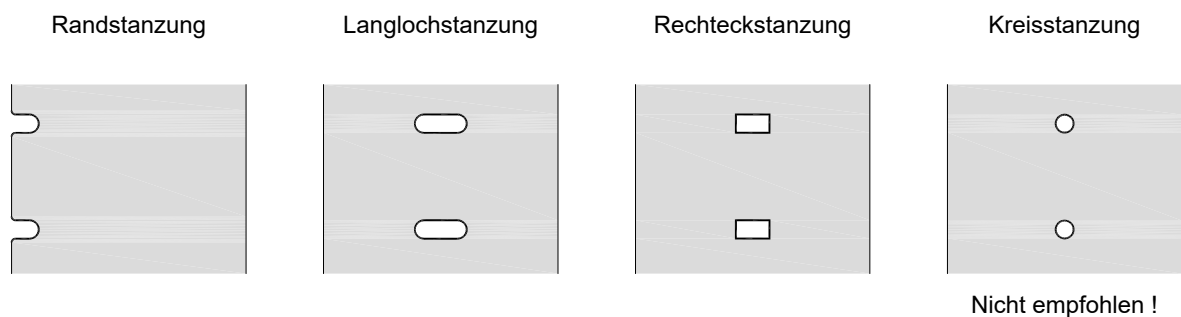 Randstanzung
Langlochstanzung
Rechteckstanzung
Kreisstanzung
Nicht empfohlen !